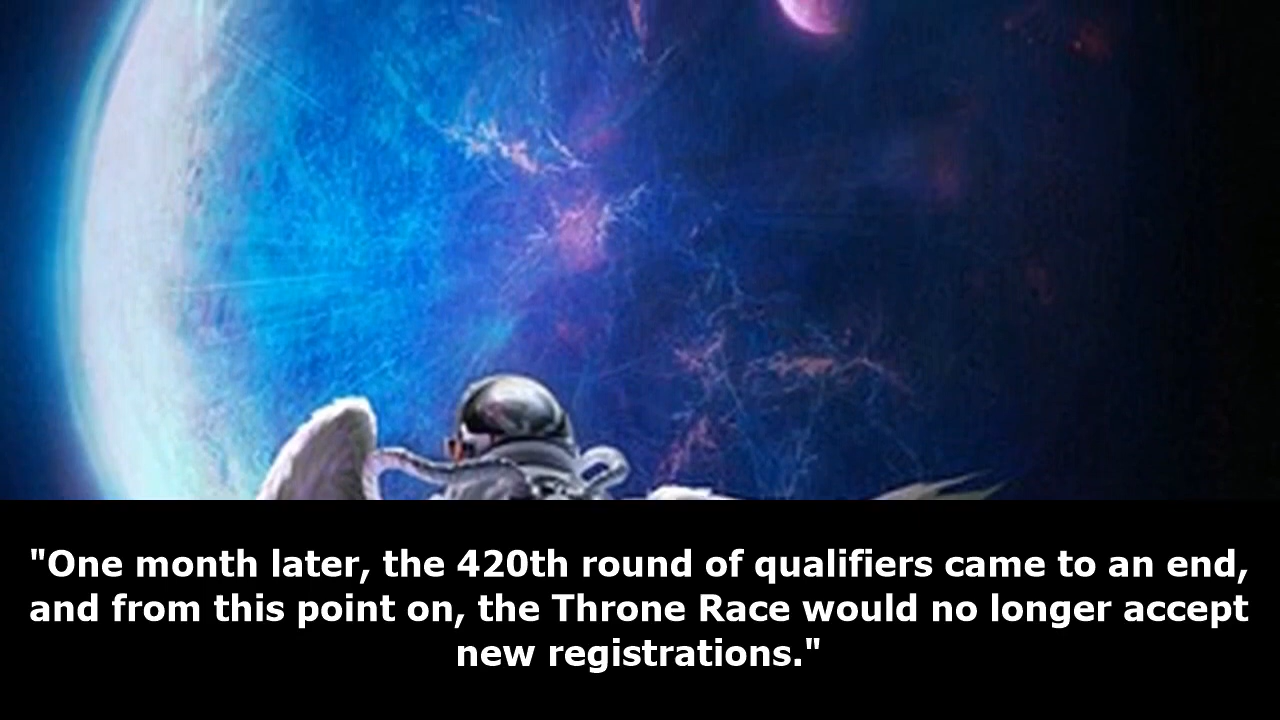 "One month later, the 420th round of qualifiers came to an end,
and from this point on, the Throne Race would no longer accept
new registrations."